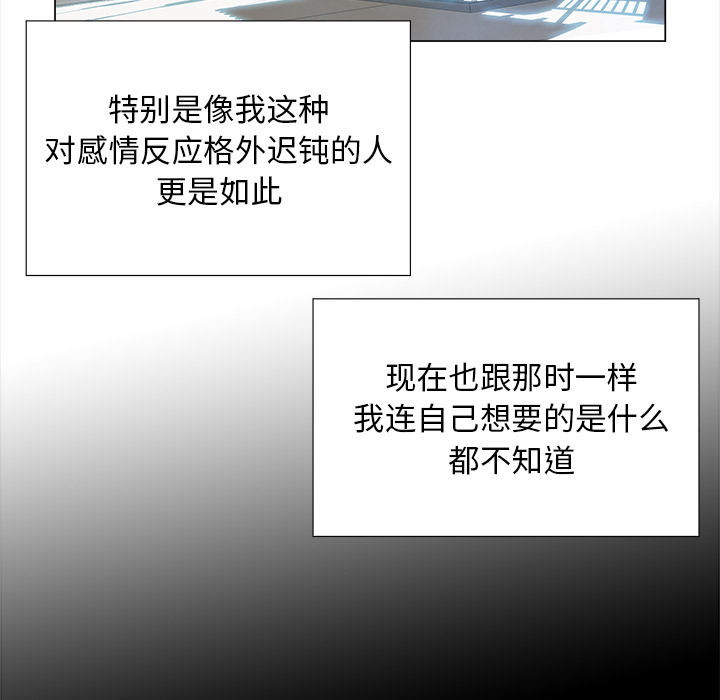 特别是像我这种
对感情反应格外迟钝的人
更是如此
现在也跟那时一样
我连自己想要的是什么
都不知道